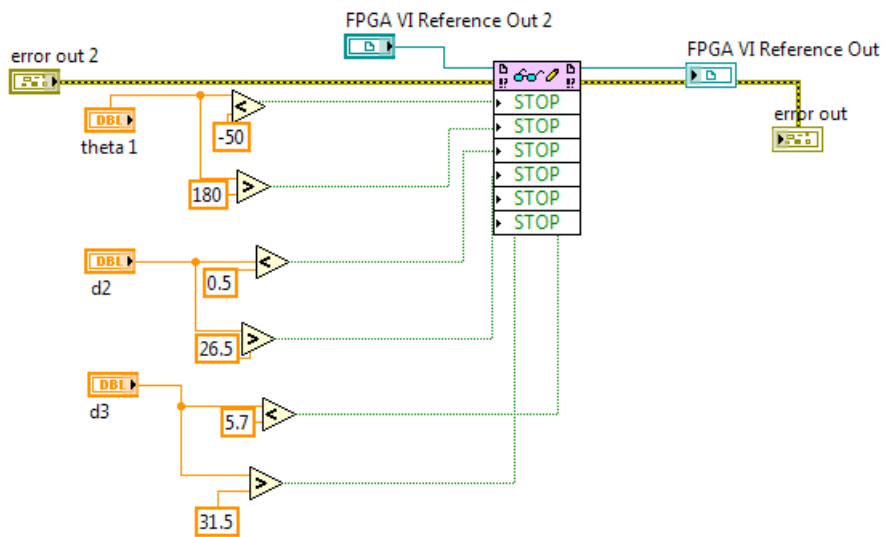 FPGA VI Reference Out 2
error out 2
FPGA VI Reference Out
DBL
theta 1
<
-50
STOP
STOP
STOP
STOP
STOP
STOP
error out
>
180
DBL
d2
<
0.5
>
26.5
DBL
d3
<
5.7
>
31.5